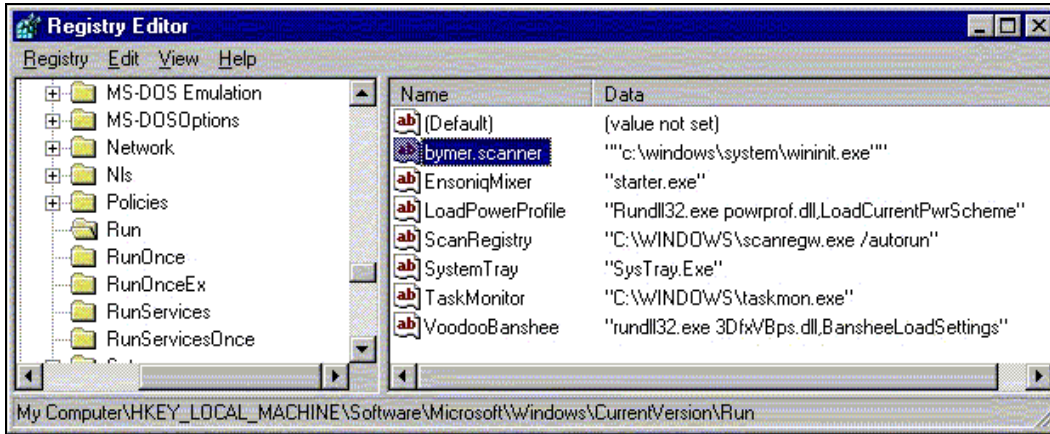 Registry Editor
Registry Edit View Help
MS-DOS Emulation
MS-DOSOptions
Network
Nls
Policies
Run
RunOnce
RunOnceEx
RunServices
RunServicesOnce
Name Data
(Default) (value not set)
bymer.scanner ""c:\windows\system\wininit.exe""
EnsoniqMixer "starter.exe"
LoadPowerProfile "Rundll32.exe powrprof.dll,LoadCurrentPwrScheme"
ScanRegistry "C:\WINDOWS\scanregw.exe /autorun"
SystemTray "SysTray.Exe"
TaskMonitor "C:\WINDOWS\taskmon.exe"
VoodooBanshee "rundll32.exe 3DfxVBps.dll,BansheeLoadSettings"
My Computer\HKEY_LOCAL_MACHINE\Software\Microsoft\Windows\CurrentVersion\Run